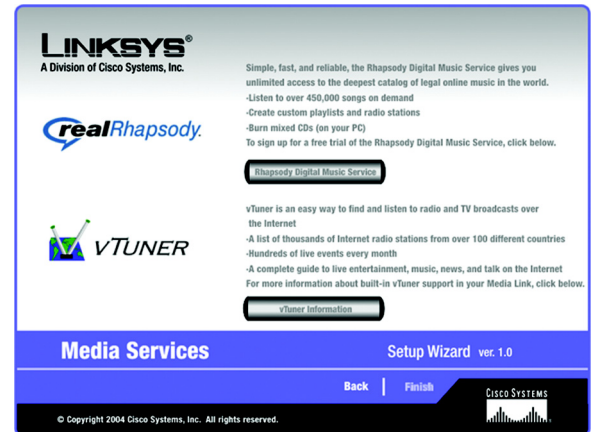 LINKSYS®
A Division of Cisco Systems, Inc.
Simple, fast, and reliable, the Rhapsody Digital Music Service gives you
unlimited access to the deepest catalog of legal online music in the world.
-Listen to over 450,000 songs on demand
-Create custom playlists and radio stations
-Burn mixed CDs (on your PC)
To sign up for a free trial of the Rhapsody Digital Music Service, click below.
realRhapsody.
Rhapsody Digital Music Service
vTuner is an easy way to find and listen to radio and TV broadcasts over
the Internet
-A list of thousands of Internet radio stations from over 100 different countries
-Hundreds of live events every month
-A complete guide to live entertainment, music, news, and talk on the Internet
For more information about built-in vTuner support in your Media Link, click below.
vTUNER
vTuner Information
Media Services
Setup Wizard ver. 1.0
Back | Finish
CISCO SYSTEMS
© Copyright 2004 Cisco Systems, Inc. All rights reserved.